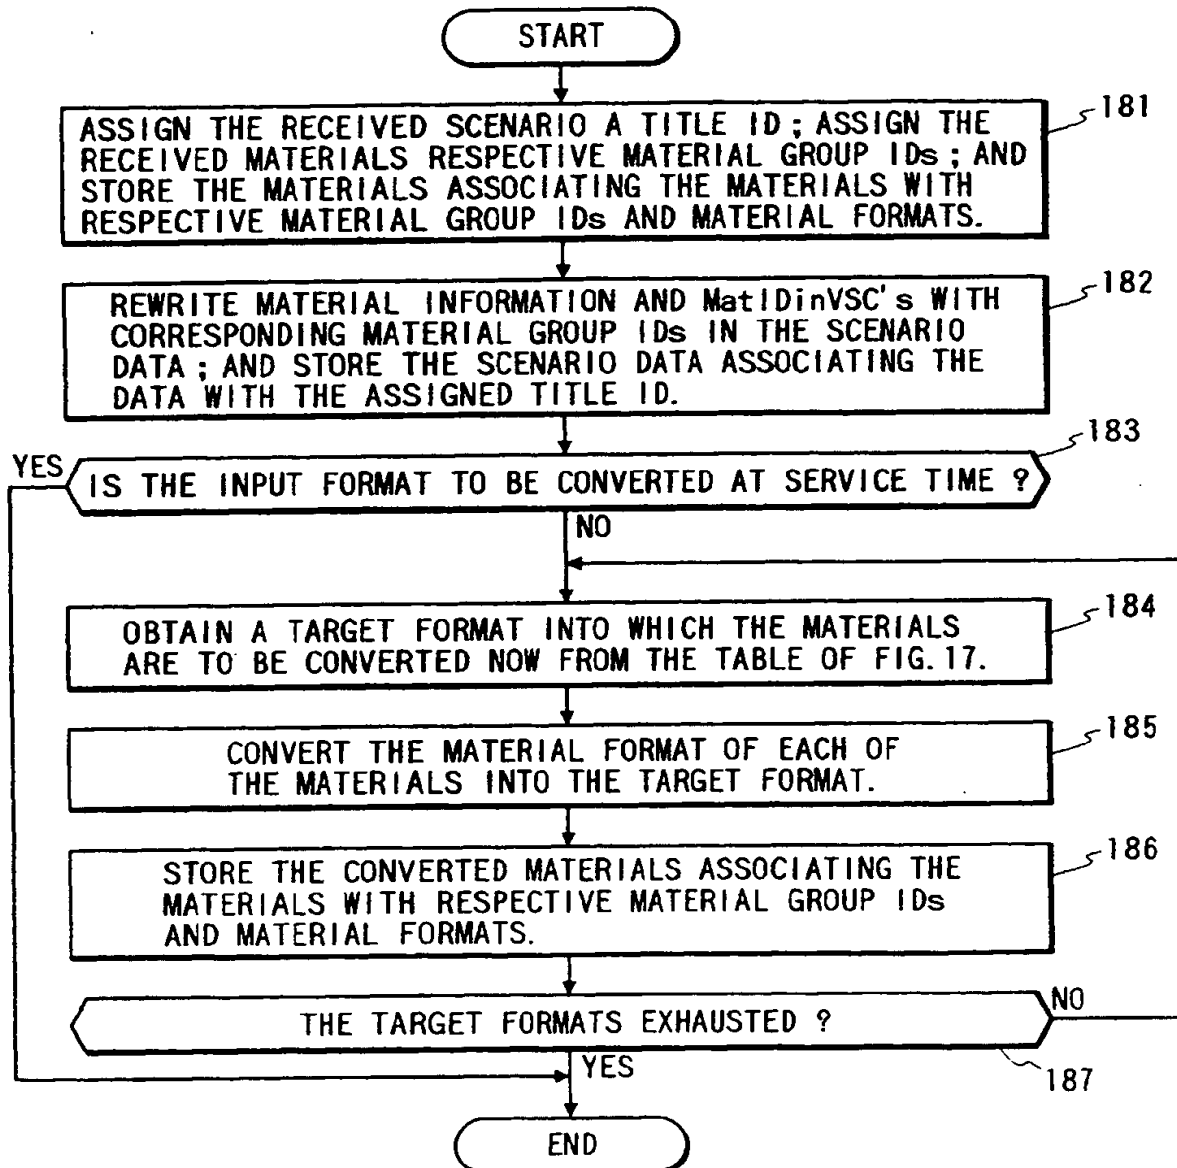 START
181
ASSIGN THE RECEIVED SCENARIO A TITLE ID ; ASSIGN THE
RECEIVED MATERIALS RESPECTIVE MATERIAL GROUP IDs ; AND
STORE THE MATERIALS ASSOCIATING THE MATERIALS WITH
RESPECTIVE MATERIAL GROUP IDs AND MATERIAL FORMATS.
182
REWRITE MATERIAL INFORMATION AND MatIDinVSC's WITH
CORRESPONDING MATERIAL GROUP IDs IN THE SCENARIO
DATA ; AND STORE THE SCENARIO DATA ASSOCIATING THE
DATA WITH THE ASSIGNED TITLE ID.
183
YES
IS THE INPUT FORMAT TO BE CONVERTED AT SERVICE TIME ?
NO
184
OBTAIN A TARGET FORMAT INTO WHICH THE MATERIALS
ARE TO BE CONVERTED NOW FROM THE TABLE OF FIG. 17.
185
CONVERT THE MATERIAL FORMAT OF EACH OF
THE MATERIALS INTO THE TARGET FORMAT.
186
STORE THE CONVERTED MATERIALS ASSOCIATING THE
MATERIALS WITH RESPECTIVE MATERIAL GROUP IDs
AND MATERIAL FORMATS.
NO
THE TARGET FORMATS EXHAUSTED ?
YES
187
END